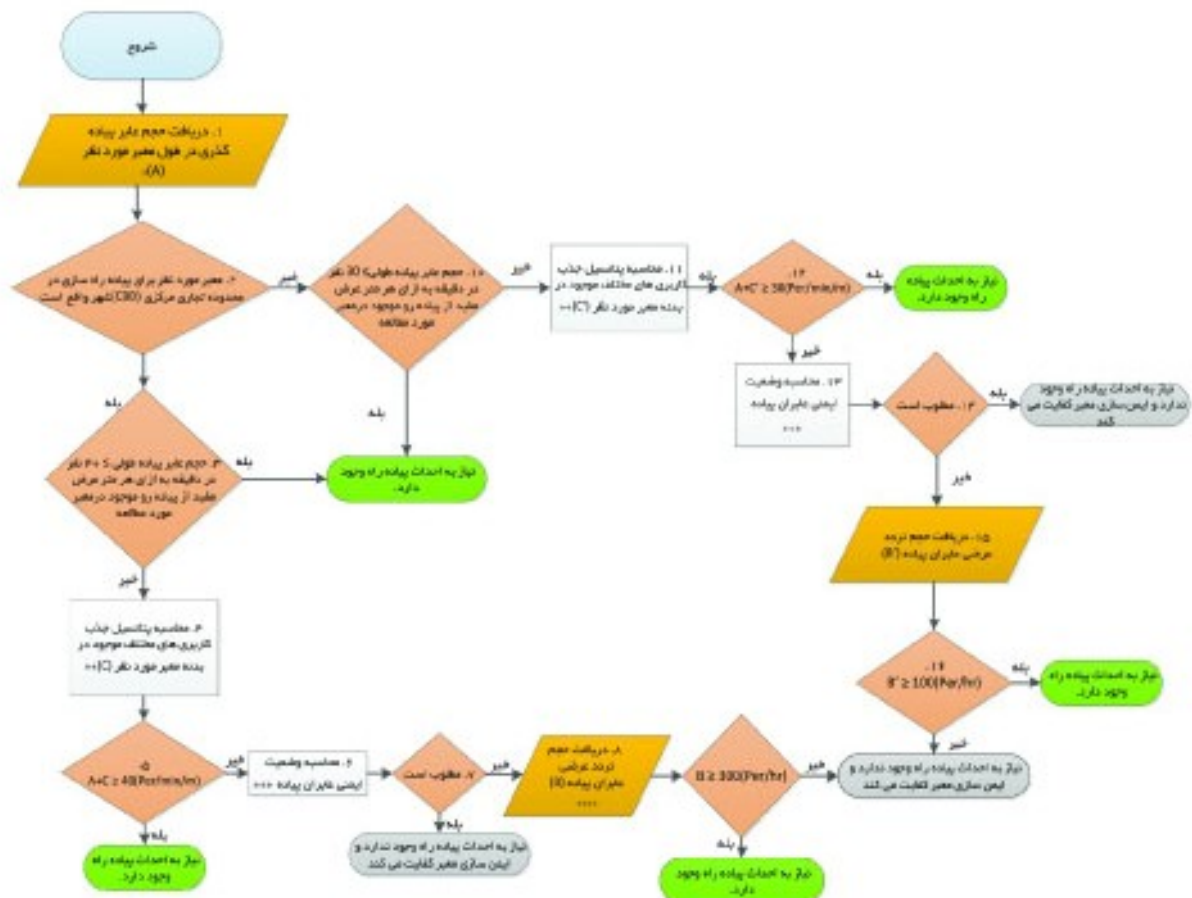 شروع
۱. دریافت حجم عابر پیاده
گذری در طول معبر مورد نظر
(A)،
۲. معبر مورد نظر برای پیاده راه سازی در
محدوده تجاری مرکزی (CBD) شهر واقع است
بله
خیر
۳. حجم عابر پیاده طولی نفر
در دقیقه به ازای هر متر عرض
مفید از پیاده رو موجود درمعبر
مورد مطالعه
بله
نیاز به احداث پیاده راه وجود
دارد.
خیر
۴. محاسبه پتانسیل جذب
کاربری های مختلف موجود در
بدنه معبر مورد نظر (C)++
۵.
A+C ≥ 40(Per/min/m)
بله
نیاز به احداث پیاده راه
وجود دارد.
خیر
۶. محاسبه وضعیت
ایمنی عابران پیاده +++
۷. مطلوب است
بله
نیاز به احداث پیاده راه وجود ندارد و
ایمن سازی معبر کفایت می کند
خیر
۸. دریافت حجم
تردد عرضی
عابران پیاده (B)
++++
B ≥ 300(Per/hr)
بله
نیاز به احداث پیاده راه وجود
دارد.
خیر
نیاز به احداث پیاده راه وجود ندارد و
ایمن سازی معبر کفایت می کند
۱۰. حجم عابر پیاده طولی 30 نفر
در دقیقه به ازای هر متر عرض
مفید از پیاده رو موجود درمعبر
مورد مطالعه
بله
خیر
۱۱. محاسبه پتانسیل جذب
کاربری های مختلف موجود در
بدنه معبر مورد نظر (C')++
بله
۱۲.
A+C' ≥ 30(Per/min/m)
بله
نیاز به احداث پیاده
راه وجود دارد.
خیر
۱۳. محاسبه وضعیت
ایمنی عابران پیاده
+++
مطلوب است
بله
نیاز به احداث پیاده راه وجود
ندارد و ایمن سازی معبر کفایت می
کند
خیر
۱۵. دریافت حجم تردد
عرضی عابران پیاده (B')
۱۶.
B' ≥ 100(Per/hr)
بله
نیاز به احداث پیاده راه
وجود دارد.
خیر